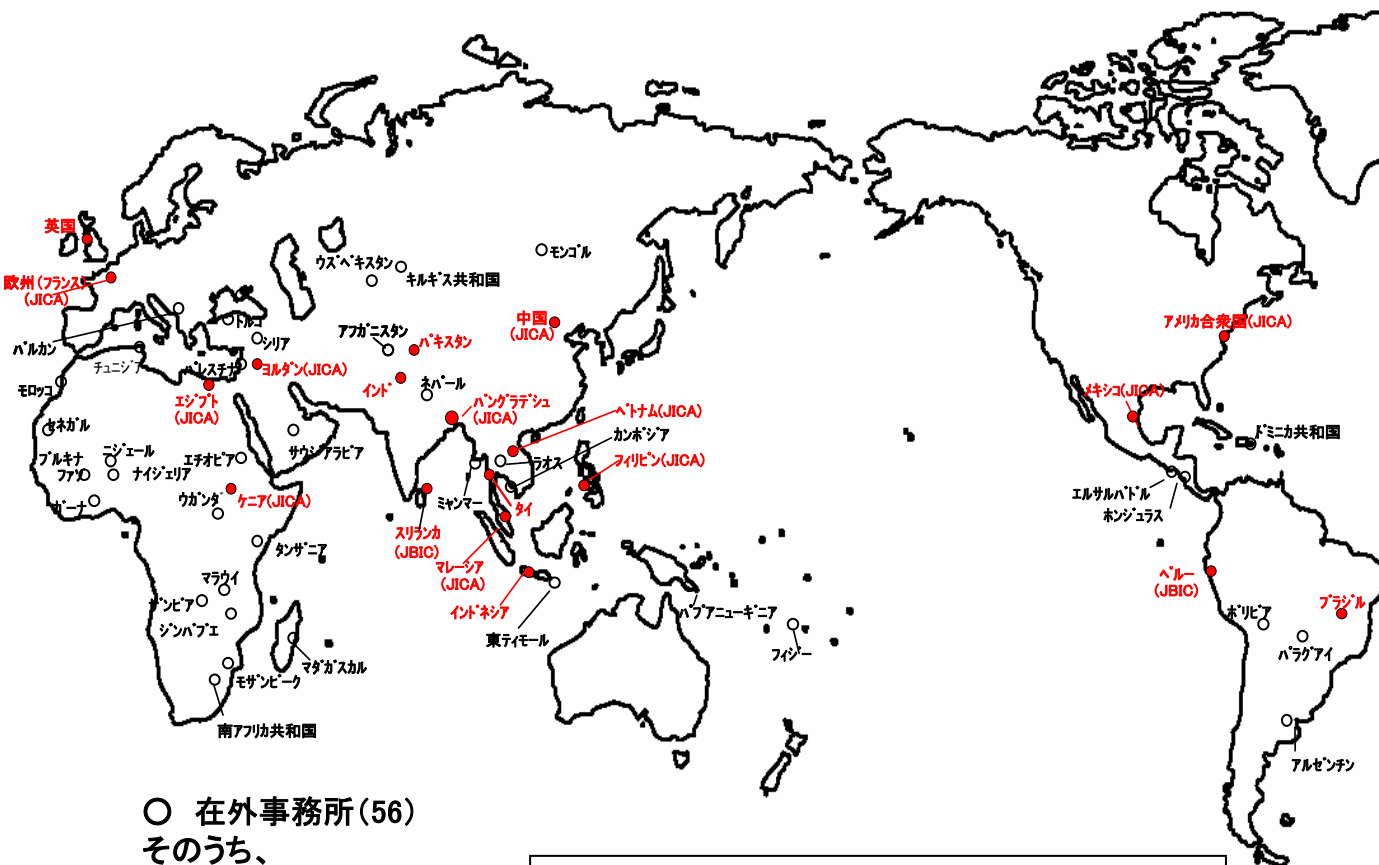 英国
欧州(フランス)
(JICA)
バルカン
モロッコ
チュニジア
トルコ
シリア
パレスチナ
ヨルダン(JICA)
エジプト
(JICA)
セネガル
ブルキナ
ファソ
ニジェール
ナイジェリア
ガーナ
エチオピア
サウジアラビア
ウガンダ
ケニア(JICA)
タンザニア
マラウイ
ザンビア
ジンバブエ
マダガスカル
モザンビーク
南アフリカ共和国
ウズベキスタン
キルギス共和国
モンゴル
アフガニスタン
パキスタン
中国
(JICA)
インド
ネパール
バングラデシュ
(JICA)
ベトナム(JICA)
カンボジア
ラオス
フィリピン(JICA)
ミャンマー
タイ
スリランカ
(JBIC)
マレーシア
(JICA)
インドネシア
東ティモール
パプアニューギニア
フィジー
アメリカ合衆国(JICA)
メキシコ(JICA)
ドミニカ共和国
エルサルバドル
ホンジュラス
ペルー
(JBIC)
ボリビア
ブラジル
パラグアイ
アルゼンチン
○ 在外事務所(56)
そのうち、